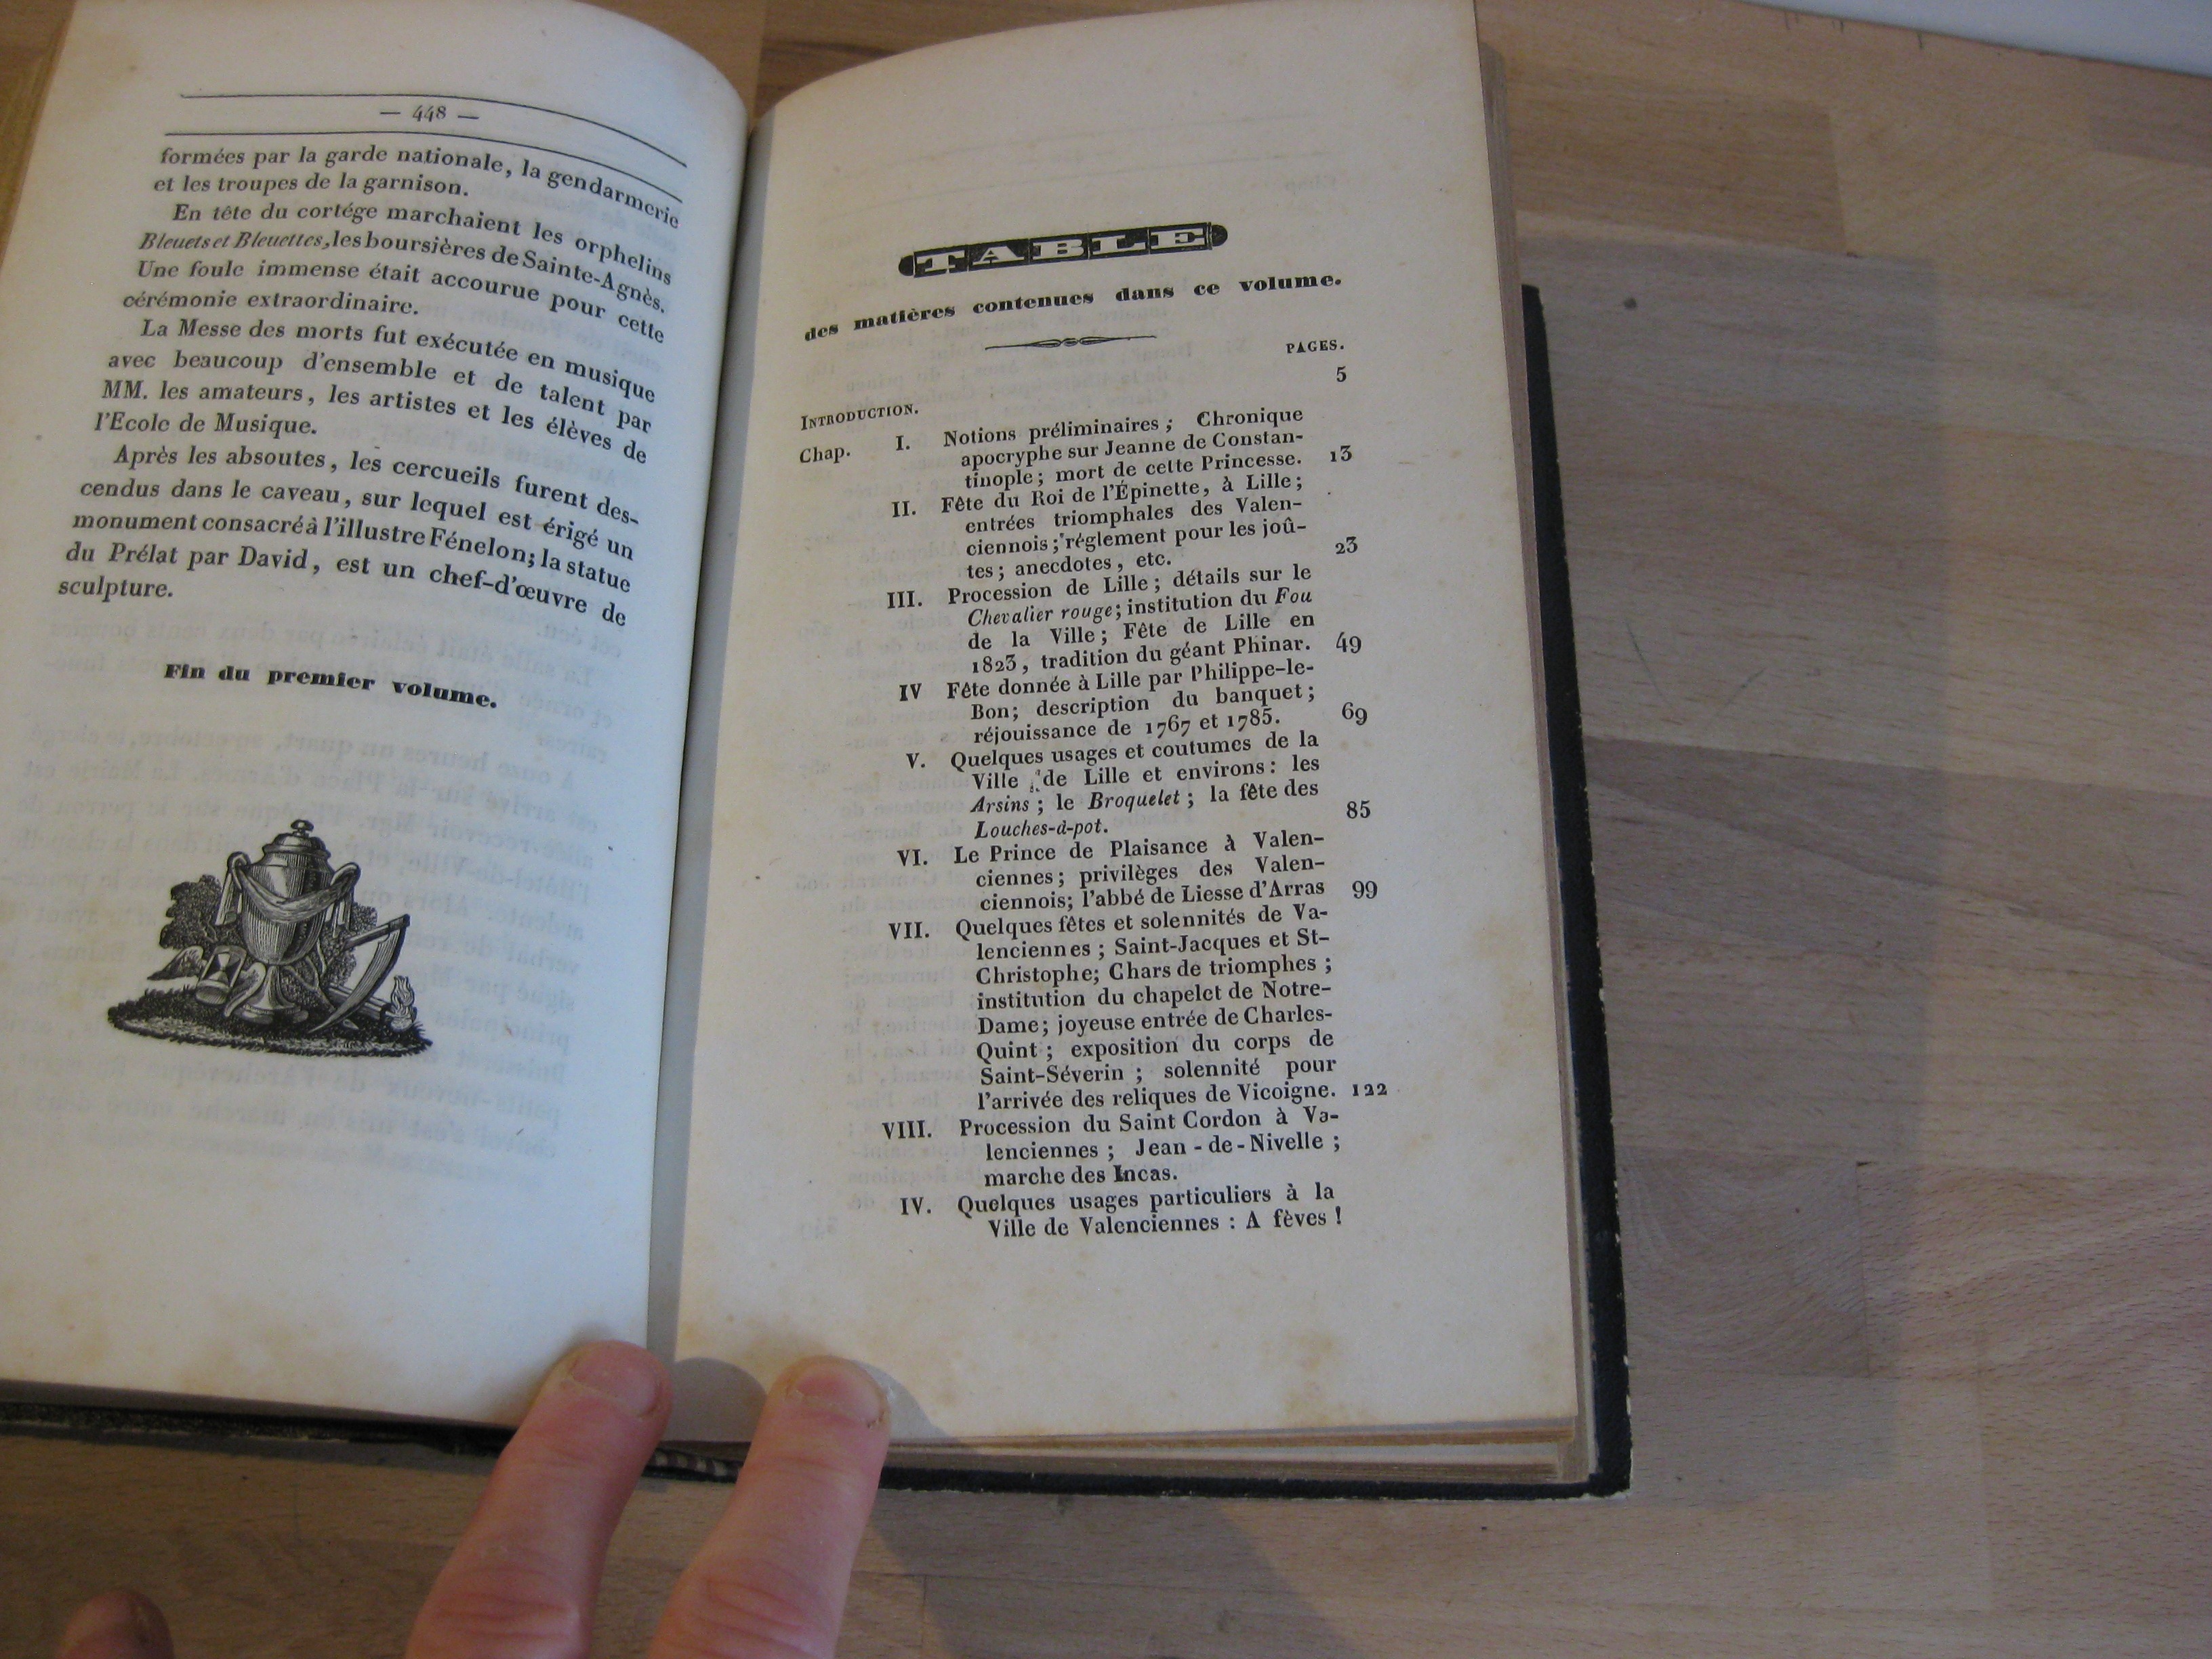 — 448 —
formées par la garde nationale, la gendarmerie
et les troupes de la garnison.
En tête du cortége marchaient les orphelins
Bleuets et Bleuettes, les boursières de Sainte-Agnès.
Une foule immense était accourue pour cette
cérémonie extraordinaire.
La Messe des morts fut exécutée en musique
avec beaucoup d'ensemble et de talent par
MM. les amateurs, les artistes et les élèves de
l'Ecole de Musique.
Après les absoutes, les cercueils furent des-
cendus dans le caveau, sur lequel est érigé un
monument consacré à l'illustre Fénelon; la statue
du Prélat par David, est un chef-d'œuvre de
sculpture.
Fin du premier volume.
TABLE
des matières contenues dans ce volume.
PAGES.
INTRODUCTION. 5
Chap. I. Notions préliminaires; Chronique
apocryphe sur Jeanne de Constan-
tinople; mort de cette Princesse. 13
II. Fête du Roi de l'Épinette, à Lille;
entrées triomphales des Valen-
ciennois; réglement pour les joû-
tes; anecdotes, etc. 23
III. Procession de Lille; détails sur le
Chevalier rouge; institution du Fou
de la Ville; Fête de Lille en
1823, tradition du géant Phinar. 49
IV Fête donnée à Lille par Philippe-le-
Bon; description du banquet;
réjouissance de 1767 et 1785. 69
V. Quelques usages et coutumes de la
Ville de Lille et environs: les
Arsins; le Broquelet; la fête des
Louches-à-pot. 85
VI. Le Prince de Plaisance à Valen-
ciennes; privilèges des Valen-
ciennois; l'abbé de Liesse d'Arras 99
VII. Quelques fêtes et solennités de Va-
lenciennes; Saint-Jacques et St-
Christophe; Chars de triomphes;
institution du chapelet de Notre-
Dame; joyeuse entrée de Charles-
Quint; exposition du corps de
Saint-Séverin; solennité pour
l'arrivée des reliques de Vicoigne. 122
VIII. Procession du Saint Cordon à Va-
lenciennes; Jean-de-Nivelle;
marche des Incas.
IV. Quelques usages particuliers à la
Ville de Valenciennes: A fèves!